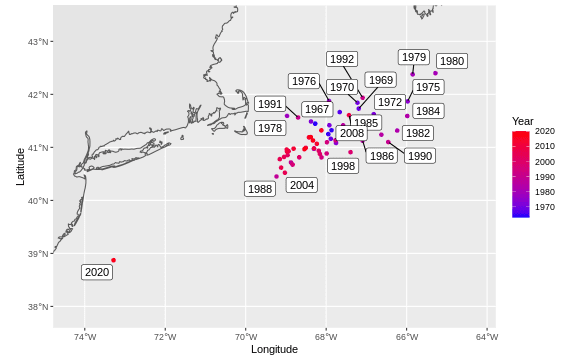 43°N
42°N
41°N
40°N
39°N
38°N
Latitude
1979
1992
1980
1976
1970
1969
1975
1991
1967
1972
1984
1978
1985
2008
1982
1986
1990
1998
1988
2004
2020
74°W 72°W 70°W 68°W 66°W 64°W
Longitude
Year
2020
2010
2000
1990
1980
1970